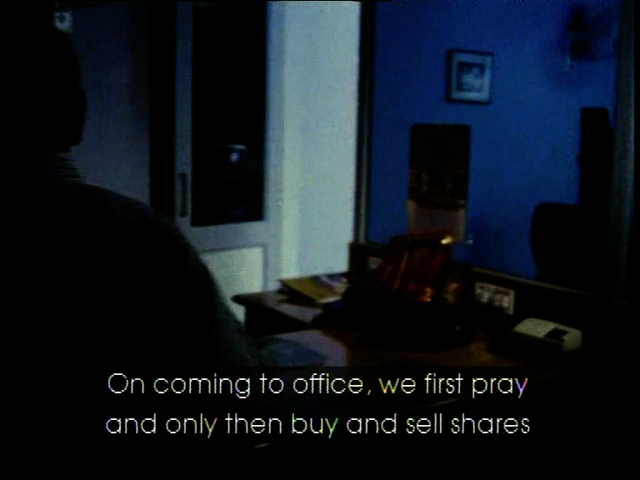 On coming to office, we first pray
and only then buy and sell shares